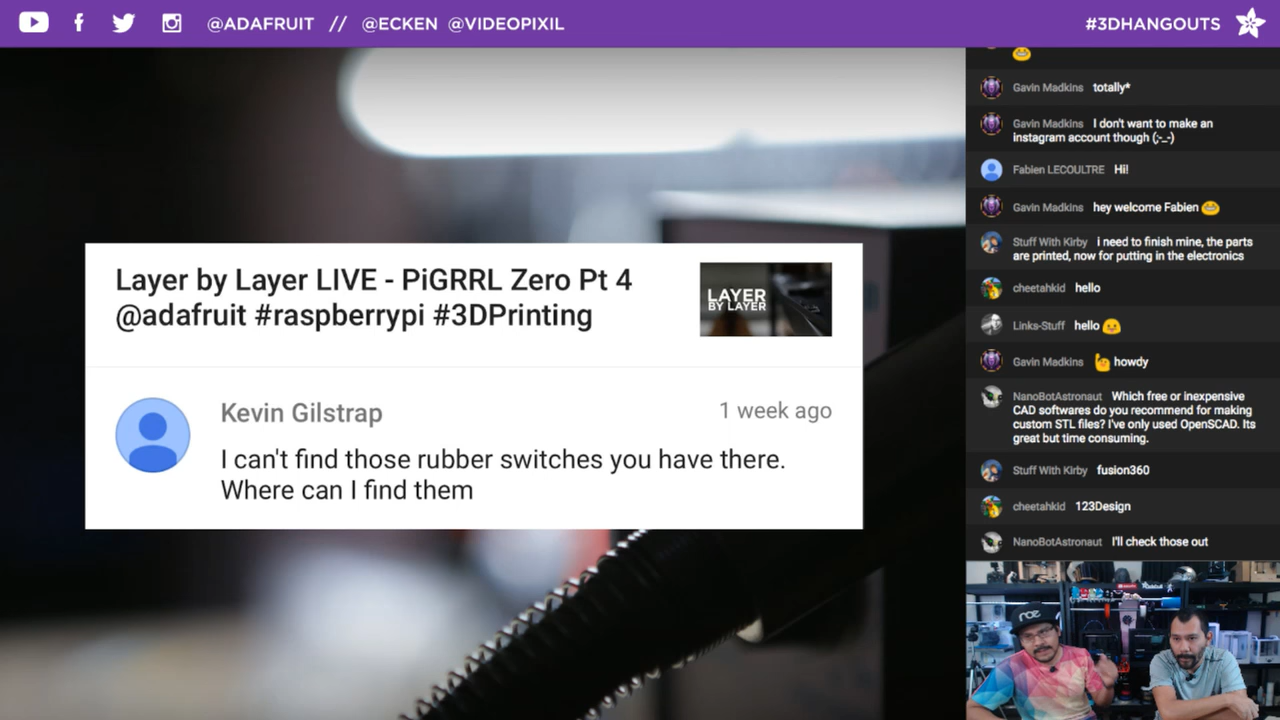 @ADAFRUIT // @ECKEN @VIDEOPIXIL
#3DHANGOUTS
Layer by Layer LIVE - PiGRRL Zero Pt 4
@adafruit #raspberrypi #3DPrinting
LAYER
BY LAYER
Kevin Gilstrap
1 week ago
I can't find those rubber switches you have there.
Where can I find them
Gavin Madkins totally*
Gavin Madkins I don't want to make an
instagram account though (;-_-)
Fabien LECOULTRE Hi!
Gavin Madkins hey welcome Fabien 😁
Stuff With Kirby i need to finish mine, the parts
are printed, now for putting in the electronics
cheetahkid hello
Links-Stuff hello
Gavin Madkins howdy
NanoBotAstronaut Which free or inexpensive
CAD softwares do you recommend for making
custom STL files? I've only used OpenSCAD. Its
great but time consuming.
Stuff With Kirby fusion360
cheetahkid 123Design
NanoBotAstronaut I'll check those out